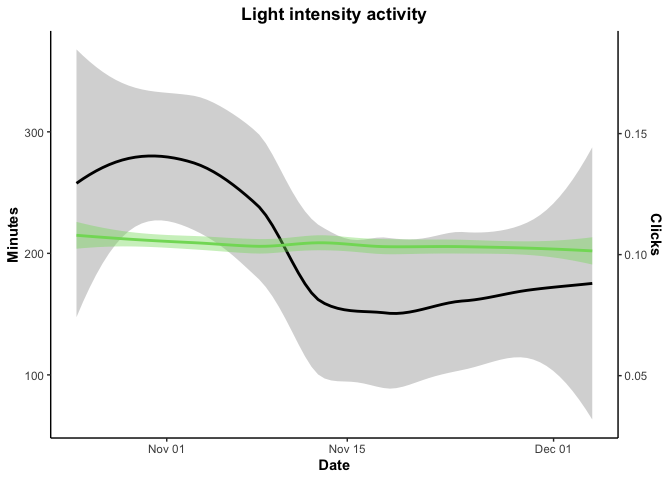 Light intensity activity
300
200
100
Minutes
0.15
0.10
0.05
Clicks
Nov 01
Nov 15
Dec 01
Date